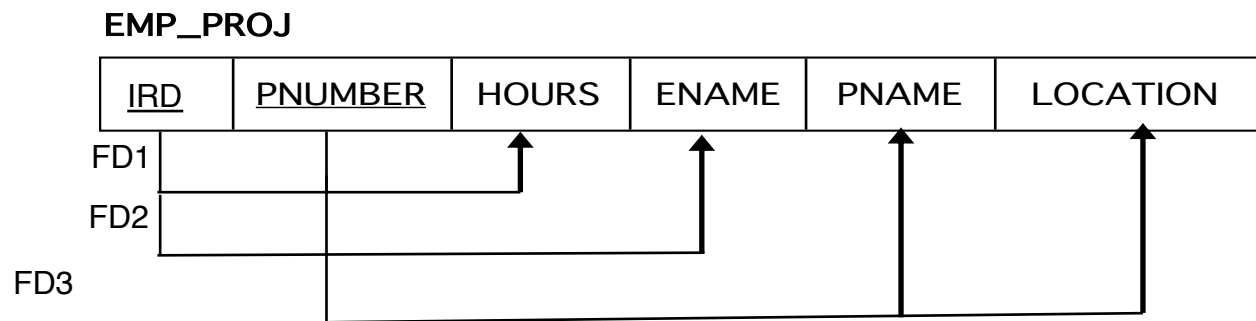 EMP_PROJ
IRD PNUMBER HOURS ENAME PNAME LOCATION
FD1
FD2
FD3